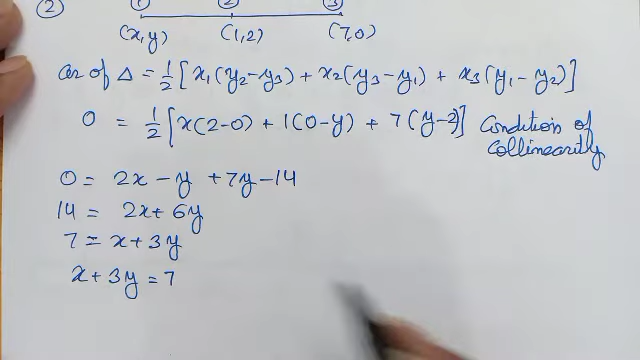 ② ① ② ③
(x,y) (1,2) (7,0)
ar of Δ = 1/2 [x₁(y₂-y₃) + x₂(y₃-y₁) + x₃(y₁-y₂)]
0 = 1/2 [x(2-0) + 1(0-y) + 7(y-2)] Condition of collinearity
0 = 2x - y + 7y - 14
14 = 2x + 6y
7 = x + 3y
x + 3y = 7